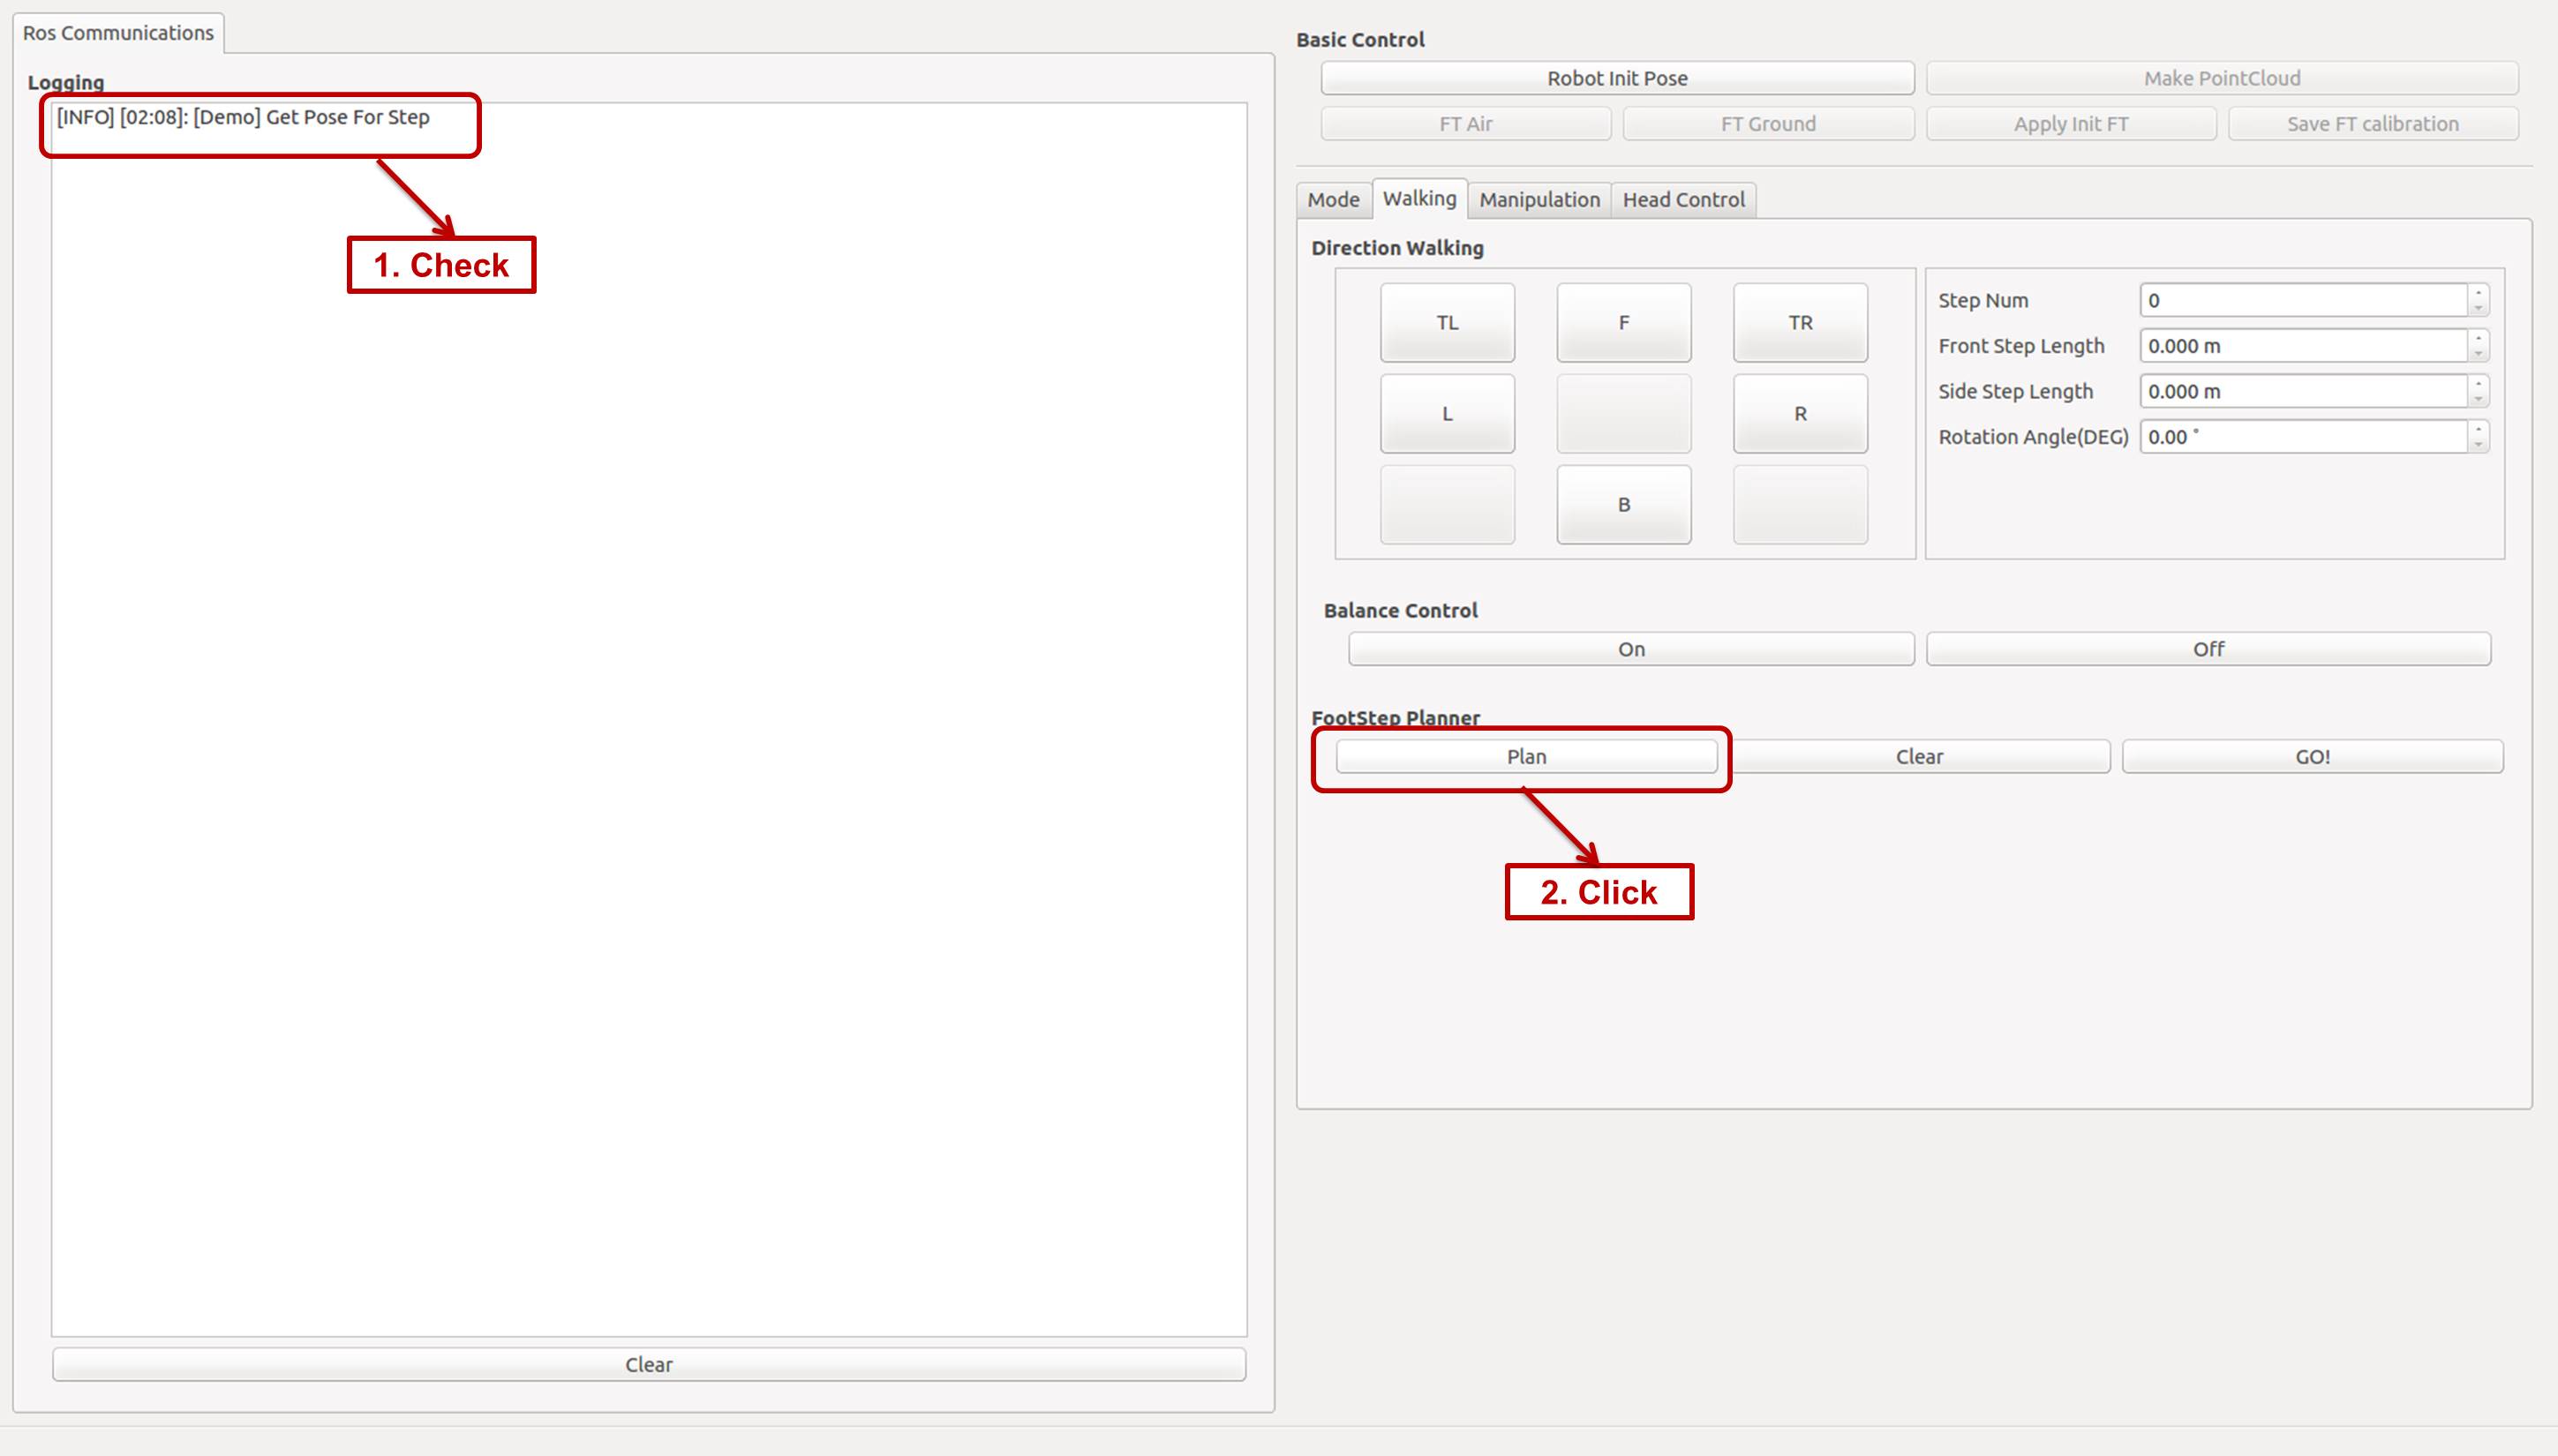 Ros Communications
Logging
[INFO] [02:08]: [Demo] Get Pose For Step
1. Check
Clear
Basic Control
Robot Init Pose
Make PointCloud
FT Air
FT Ground
Apply Init FT
Save FT calibration
Mode
Walking
Manipulation
Head Control
Direction Walking
TL
F
TR
L
R
B
Step Num
0
Front Step Length
0.000 m
Side Step Length
0.000 m
Rotation Angle(DEG)
0.00 °
Balance Control
On
Off
FootStep Planner
Plan
Clear
GO!
2. Click